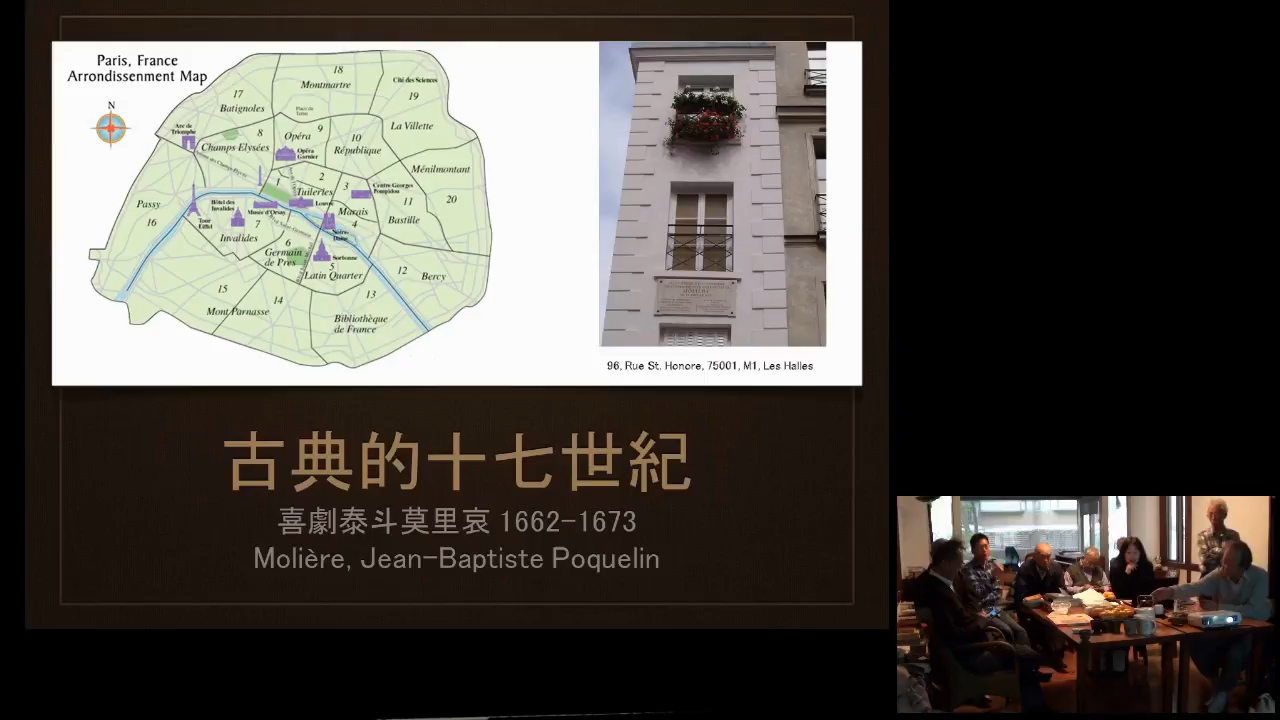 Paris, France
Arrondissenment Map
N
18
Montmartre
Cité des Sciences
19
17
Batignoles
La Villette
Arc de
Triomphe
8
Champs Elysées
9
Opéra
Opéra
Garnier
10
République
Ménilmontant
20
1
2
Tuileries
Louvre
3
Centre Georges
Pompidou
11
Bastille
Marais
4
Passy
16
Hôtel des
Invalides
Musée d'Orsay
Tour
Eiffel
7
Invalides
Notre
Dame
6
Germain
de Pres
Sorbonne
5
Latin Quarter
12
Bercy
15
Mont Parnasse
14
13
Bibliothèque
de France
96, Rue St. Honore, 75001, M1, Les Halles
古典的十七世紀
喜劇泰斗莫里哀 1662-1673
Molière, Jean-Baptiste Poquelin